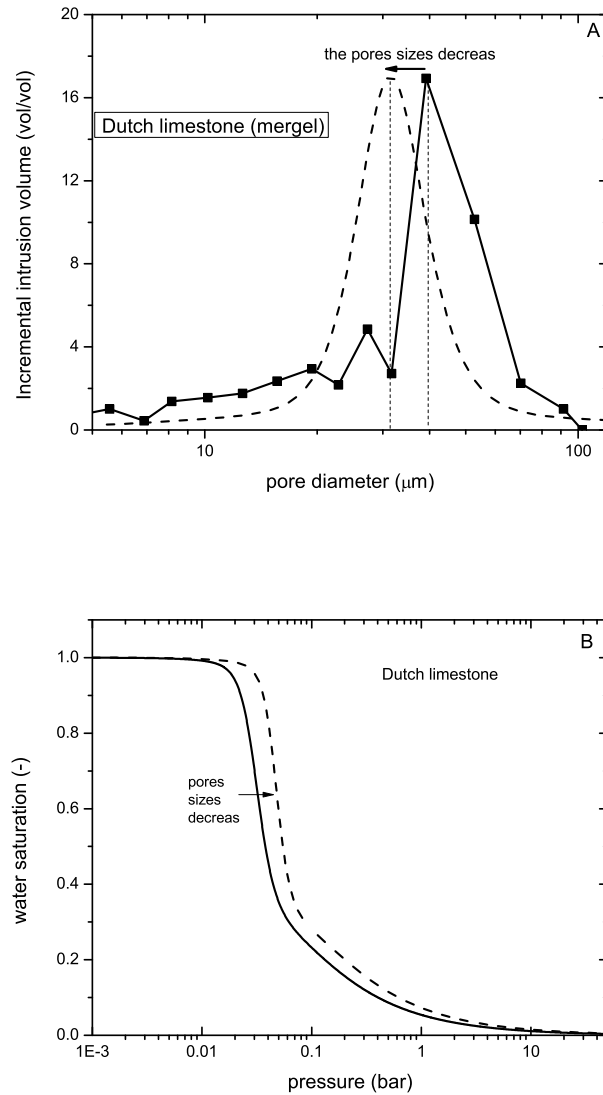 A
the pores sizes decreas
Dutch limestone (mergel)
Incremental intrusion volume (vol/vol)
20
16
12
8
4
0
10
100
pore diameter (μm)
B
Dutch limestone
pores
sizes
decreas
water saturation (-)
1.0
0.8
0.6
0.4
0.2
0.0
1E-3
0.01
0.1
1
10
pressure (bar)